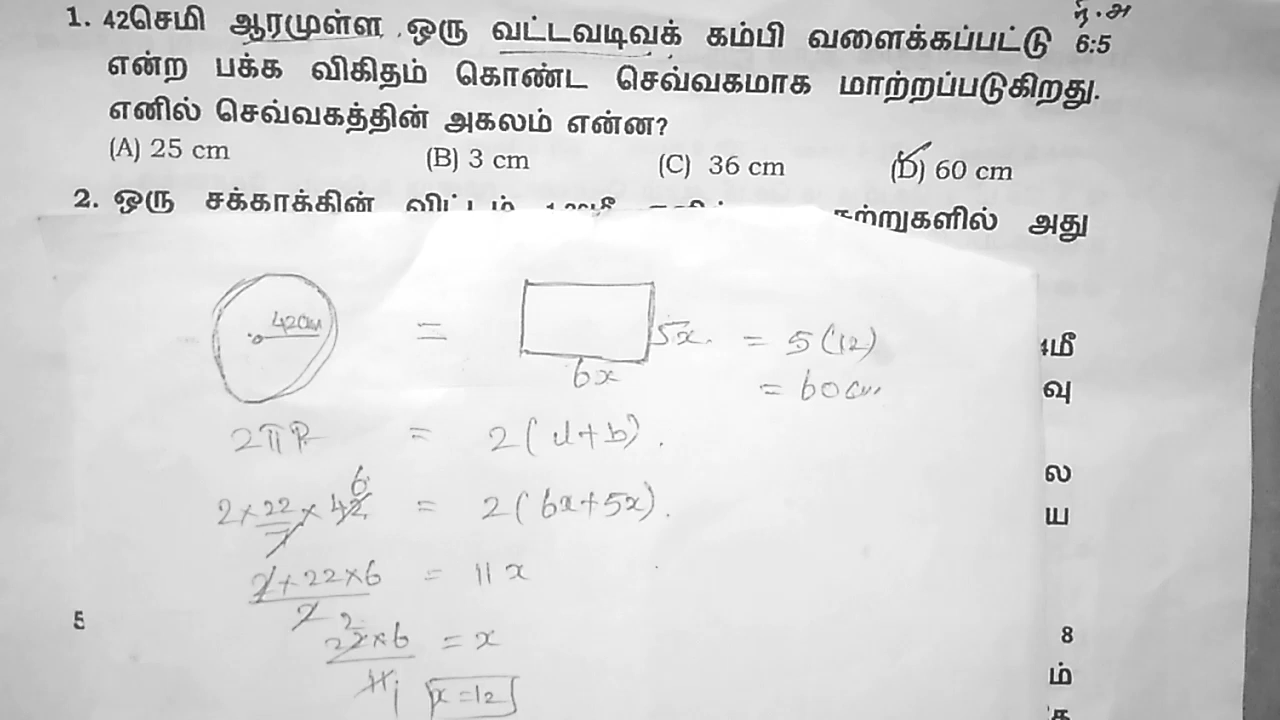 நீ.அ
1. 42செமி ஆரமுள்ள ஒரு வட்டவடிவக் கம்பி வளைக்கப்பட்டு 6:5
என்ற பக்க விகிதம் கொண்ட செவ்வகமாக மாற்றப்படுகிறது.
எனில் செவ்வகத்தின் அகலம் என்ன?
(A) 25 cm (B) 3 cm (C) 36 cm (D) 60 cm
2. ஒரு சக்காக்கின் விட்டம் சுற்றுகளில் அது
42cm = 5x. = 5(12)
6x = 60cm
2πR = 2(l+b).
2×22/7×42 6 = 2(6x+5x).
2+22×6/2 = 11x
22×6/11 2 = x
1 x=12
மீ
வு
ல
ய
5
8
ம்